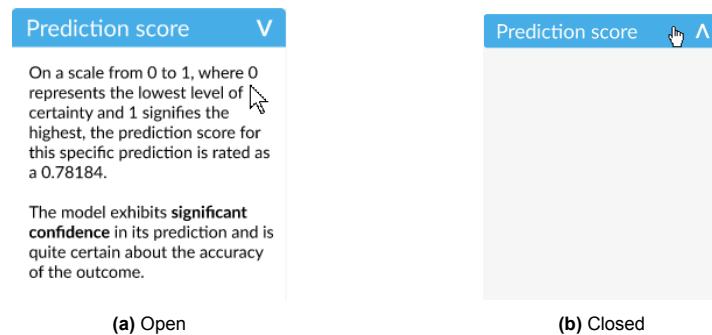 Prediction score V
On a scale from 0 to 1, where 0
represents the lowest level of
certainty and 1 signifies the
highest, the prediction score for
this specific prediction is rated as
a 0.78184.
The model exhibits significant
confidence in its prediction and is
quite certain about the accuracy
of the outcome.
(a) Open
Prediction score Λ
(b) Closed